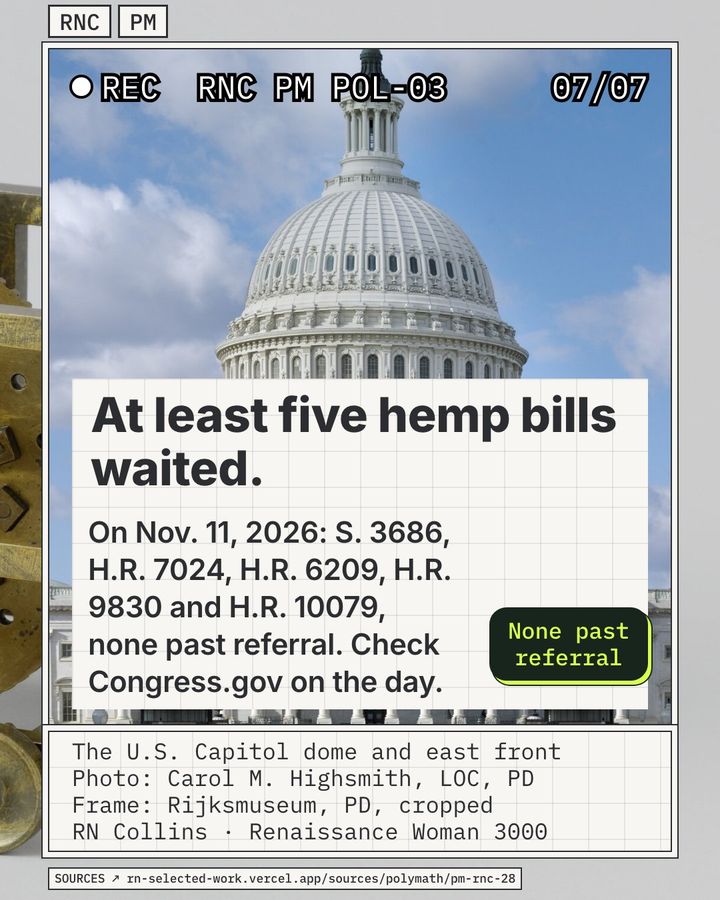 RNC PM
REC RNC PM POL-03 07/07
At least five hemp bills
waited.
On Nov. 11, 2026: S. 3686,
H.R. 7024, H.R. 6209, H.R.
9830 and H.R. 10079,
none past referral. Check
Congress.gov on the day.
None past
referral
The U.S. Capitol dome and east front
Photo: Carol M. Highsmith, LOC, PD
Frame: Rijksmuseum, PD, cropped
RN Collins · Renaissance Woman 3000
SOURCES ↗ rn-selected-work.vercel.app/sources/polymath/pm-rnc-28